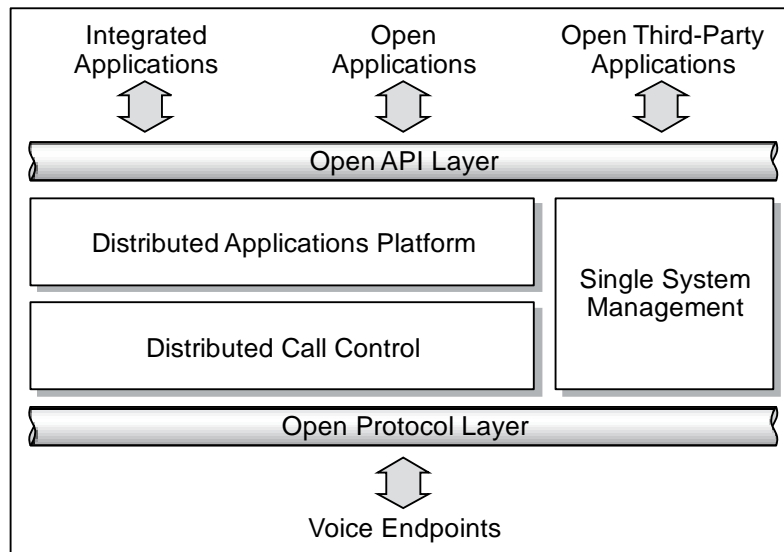 Integrated
Applications
Open
Applications
Open Third-Party
Applications
Open API Layer
Distributed Applications Platform
Single System
Management
Distributed Call Control
Open Protocol Layer
Voice Endpoints